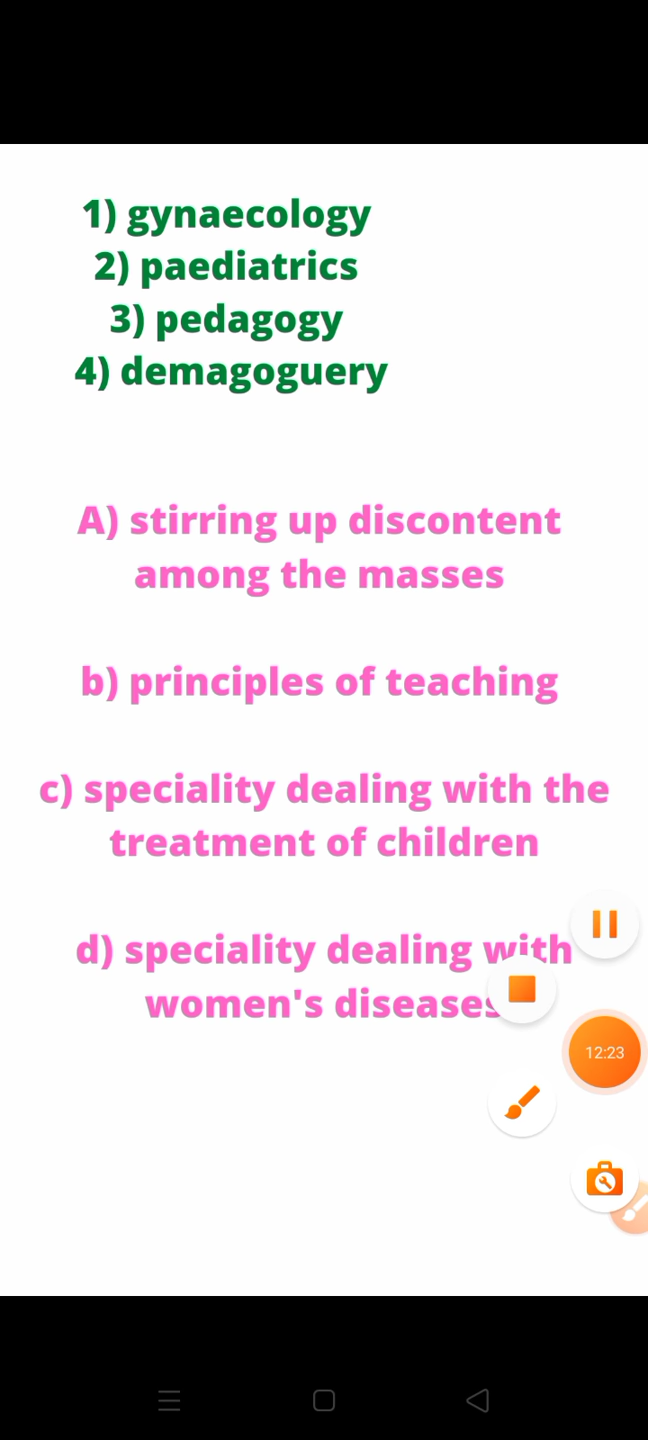 1) gynaecology
2) paediatrics
3) pedagogy
4) demagoguery
A) stirring up discontent
among the masses
b) principles of teaching
c) speciality dealing with the
treatment of children
d) speciality dealing with
women's diseases
12:23